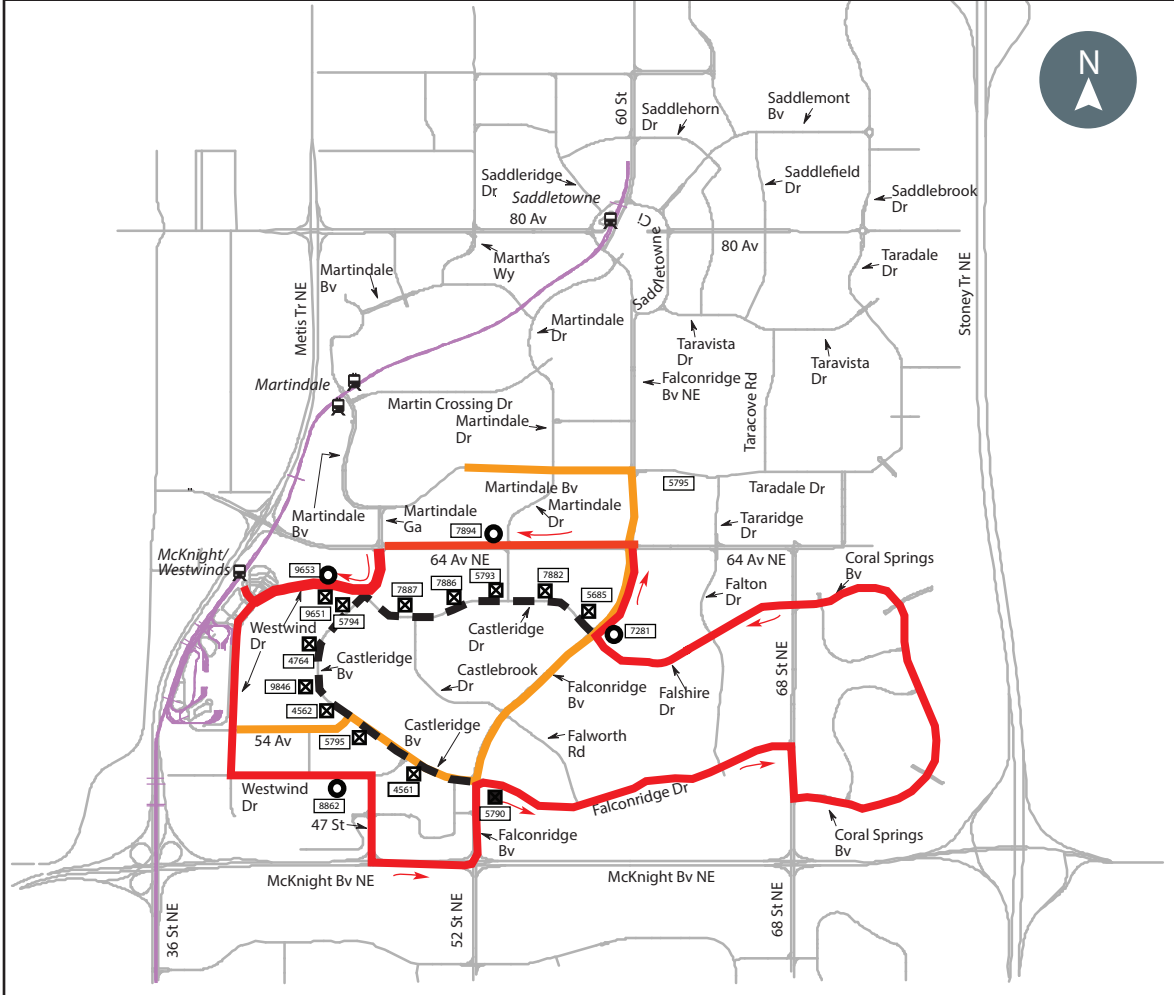 N
60 St
Saddlehorn
Dr
Saddlemont
Bv
Saddleridge
Dr
Saddletowne
80 Av
Saddlefield
Dr
Saddlebrook
Dr
Ci
Saddletowne
80 Av
Martha's
Wy
Taradale
Dr
Martindale
Bv
Metis Tr NE
Stoney Tr NE
Martindale
Dr
Taravista
Dr
Taravista
Dr
Martindale
Falconridge
Bv NE
Taracove Rd
Martin Crossing Dr
Martindale
Dr
5795
Martindale Bv
Taradale Dr
Martindale
Dr
Martindale
Ga
Martindale
Bv
Tararidge
Dr
7894
McKnight/
Westwinds
64 Av NE
64 Av NE
Coral Springs
Bv
9653
7887
7886
5793
7882
5685
Falton
Dr
9651
5794
Westwind
Dr
7281
Castleridge
Dr
4764
Castleridge
Bv
68 St NE
9846
Castlebrook
Dr
Falconridge
Bv
Falshire
Dr
4562
54 Av
5795
Castleridge
Bv
Falworth
Rd
4561
Westwind
Dr
8862
5790
Falconridge Dr
47 St
Falconridge
Bv
Coral Springs
Bv
McKnight Bv NE
McKnight Bv NE
36 St NE
52 St NE
68 St NE